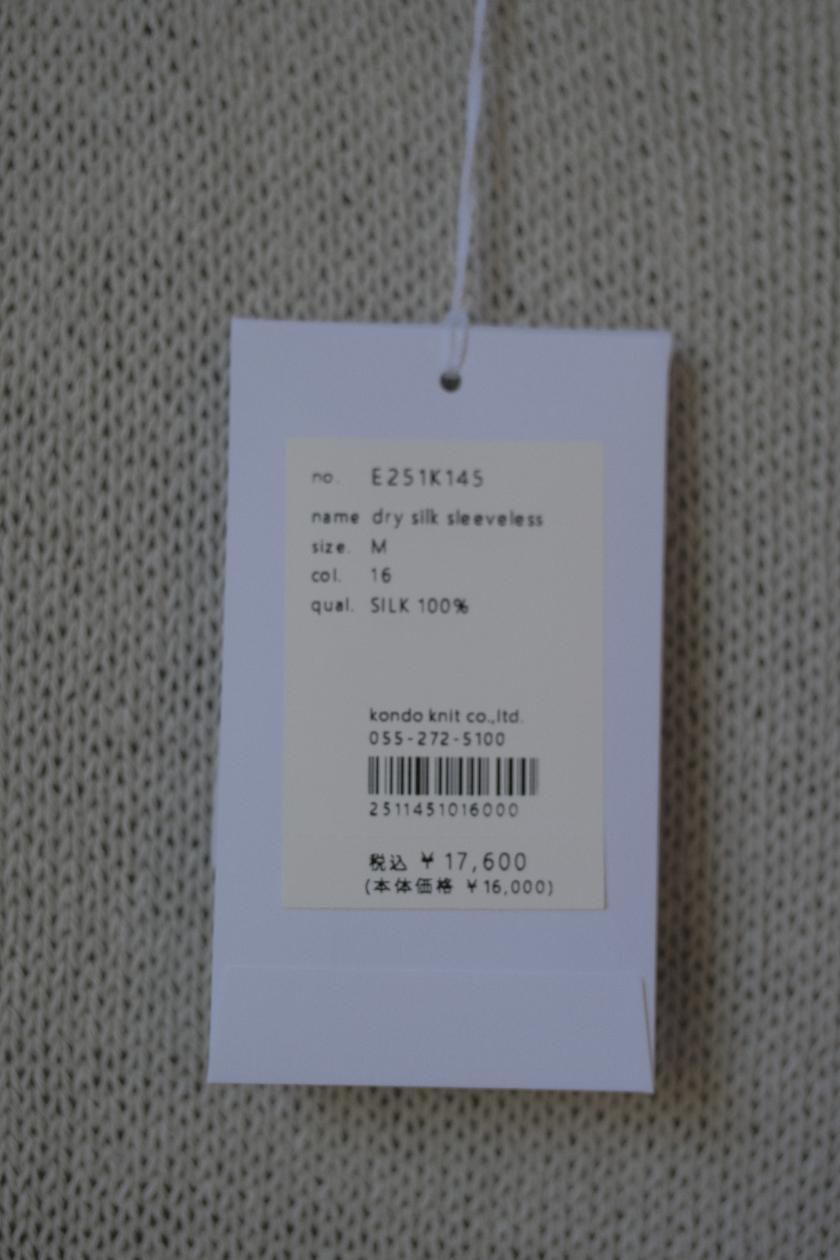 no. E251K145
name dry silk sleeveless
size. M
col. 16
qual. SILK 100%
kondo knit co.,ltd.
055-272-5100
2511451016000
税込 ¥17,600
(本体価格 ¥16,000)